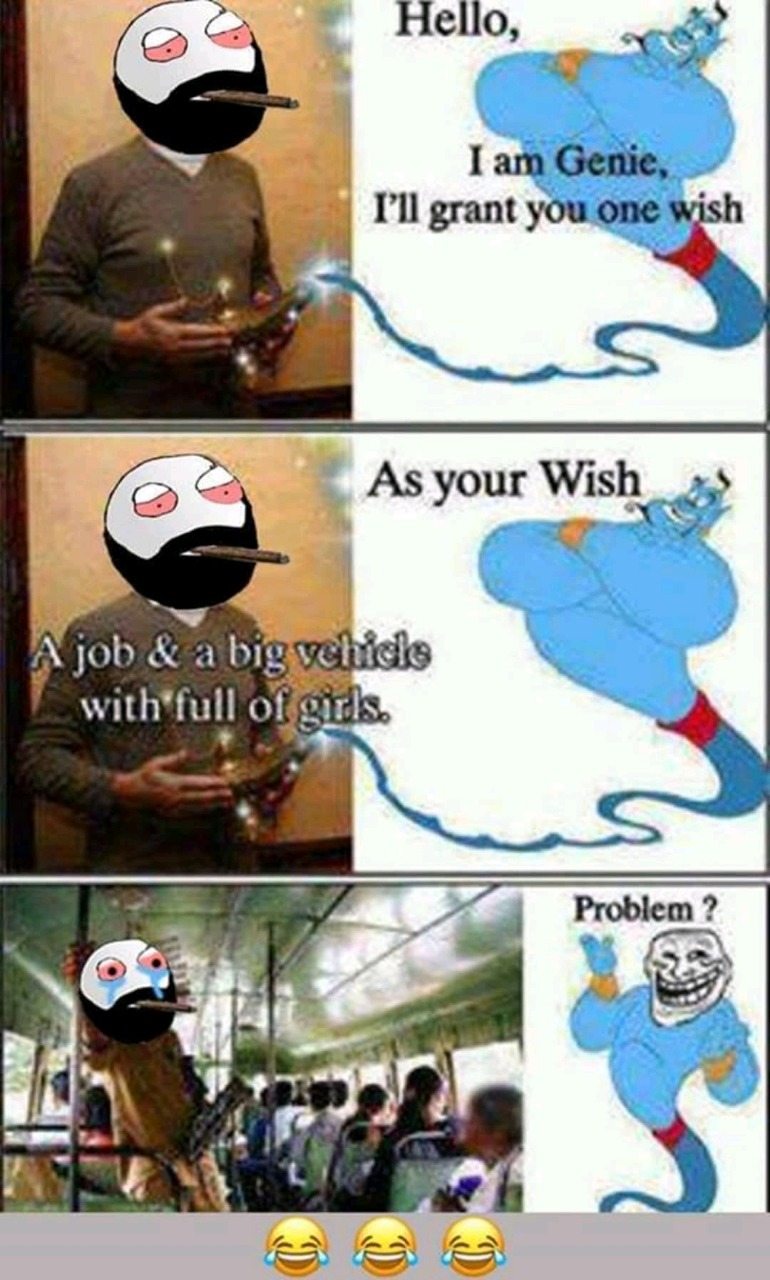 Hello,
I am Genie,
I'll grant you one wish
As your Wish
A job & a big vehicle
with full of girls.
Problem ?